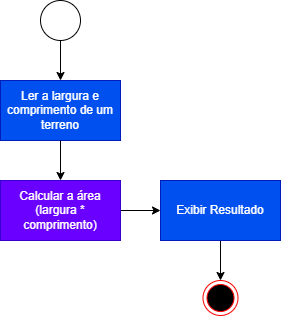 Ler a largura e
comprimento de um
terreno
Calcular a área
(largura *
comprimento)
Exibir Resultado